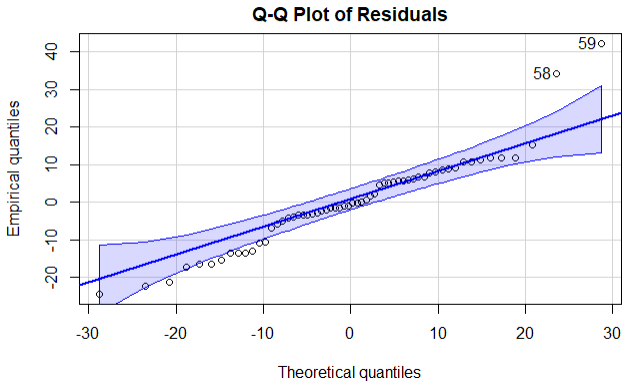 Q-Q Plot of Residuals
59
58
40
30
20
10
0
-10
-20
Empirical quantiles
-30 -20 -10 0 10 20 30
Theoretical quantiles